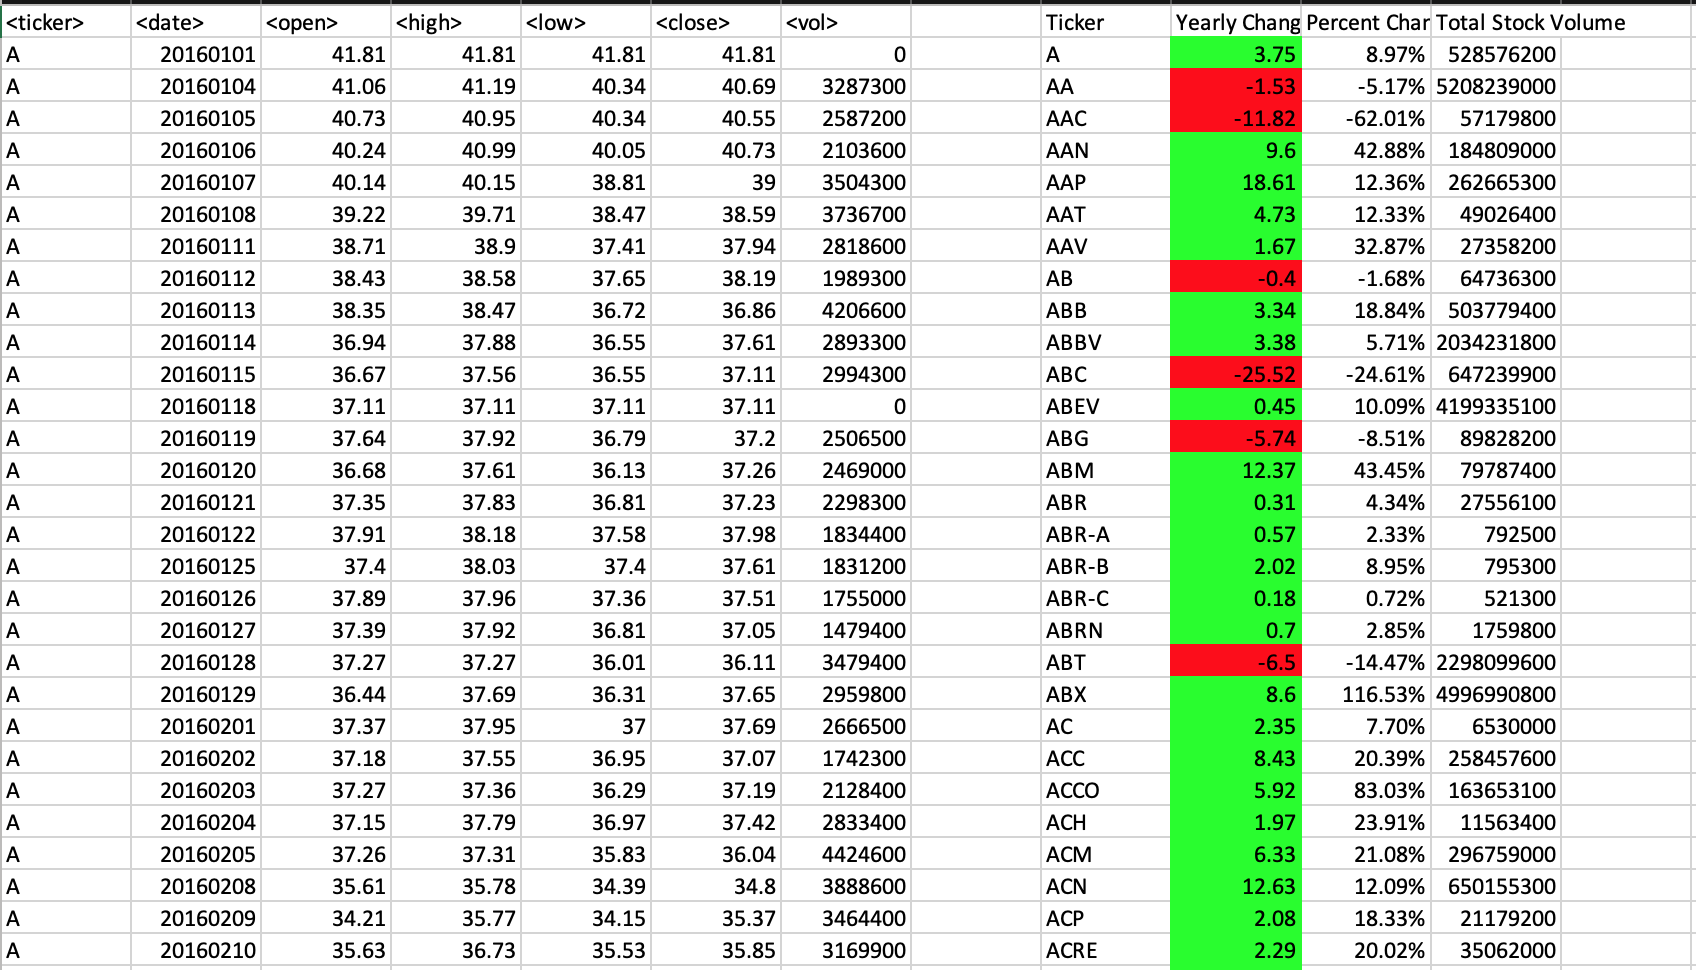 <ticker> <date> <open> <high> <low> <close> <vol> Ticker Yearly Chang Percent Char Total Stock Volume
A 20160101 41.81 41.81 41.81 41.81 0 A 3.75 8.97% 528576200
A 20160104 41.06 41.19 40.34 40.69 3287300 AA -1.53 -5.17% 5208239000
A 20160105 40.73 40.95 40.34 40.55 2587200 AAC -11.82 -62.01% 57179800
A 20160106 40.24 40.99 40.05 40.73 2103600 AAN 9.6 42.88% 184809000
A 20160107 40.14 40.15 38.81 39 3504300 AAP 18.61 12.36% 262665300
A 20160108 39.22 39.71 38.47 38.59 3736700 AAT 4.73 12.33% 49026400
A 20160111 38.71 38.9 37.41 37.94 2818600 AAV 1.67 32.87% 27358200
A 20160112 38.43 38.58 37.65 38.19 1989300 AB -0.4 -1.68% 64736300
A 20160113 38.35 38.47 36.72 36.86 4206600 ABB 3.34 18.84% 503779400
A 20160114 36.94 37.88 36.55 37.61 2893300 ABBV 3.38 5.71% 2034231800
A 20160115 36.67 37.56 36.55 37.11 2994300 ABC -25.52 -24.61% 647239900
A 20160118 37.11 37.11 37.11 37.11 0 ABEV 0.45 10.09% 4199335100
A 20160119 37.64 37.92 36.79 37.2 2506500 ABG -5.74 -8.51% 89828200
A 20160120 36.68 37.61 36.13 37.26 2469000 ABM 12.37 43.45% 79787400
A 20160121 37.35 37.83 36.81 37.23 2298300 ABR 0.31 4.34% 27556100
A 20160122 37.91 38.18 37.58 37.98 1834400 ABR-A 0.57 2.33% 792500
A 20160125 37.4 38.03 37.4 37.61 1831200 ABR-B 2.02 8.95% 795300
A 20160126 37.89 37.96 37.36 37.51 1755000 ABR-C 0.18 0.72% 521300
A 20160127 37.39 37.92 36.81 37.05 1479400 ABRN 0.7 2.85% 1759800
A 20160128 37.27 37.27 36.01 36.11 3479400 ABT -6.5 -14.47% 2298099600
A 20160129 36.44 37.69 36.31 37.65 2959800 ABX 8.6 116.53% 4996990800
A 20160201 37.37 37.95 37 37.69 2666500 AC 2.35 7.70% 6530000
A 20160202 37.18 37.55 36.95 37.07 1742300 ACC 8.43 20.39% 258457600
A 20160203 37.27 37.36 36.29 37.19 2128400 ACCO 5.92 83.03% 163653100
A 20160204 37.15 37.79 36.97 37.42 2833400 ACH 1.97 23.91% 11563400
A 20160205 37.26 37.31 35.83 36.04 4424600 ACM 6.33 21.08% 296759000
A 20160208 35.61 35.78 34.39 34.8 3888600 ACN 12.63 12.09% 650155300
A 20160209 34.21 35.77 34.15 35.37 3464400 ACP 2.08 18.33% 21179200
A 20160210 35.63 36.73 35.53 35.85 3169900 ACRE 2.29 20.02% 35062000